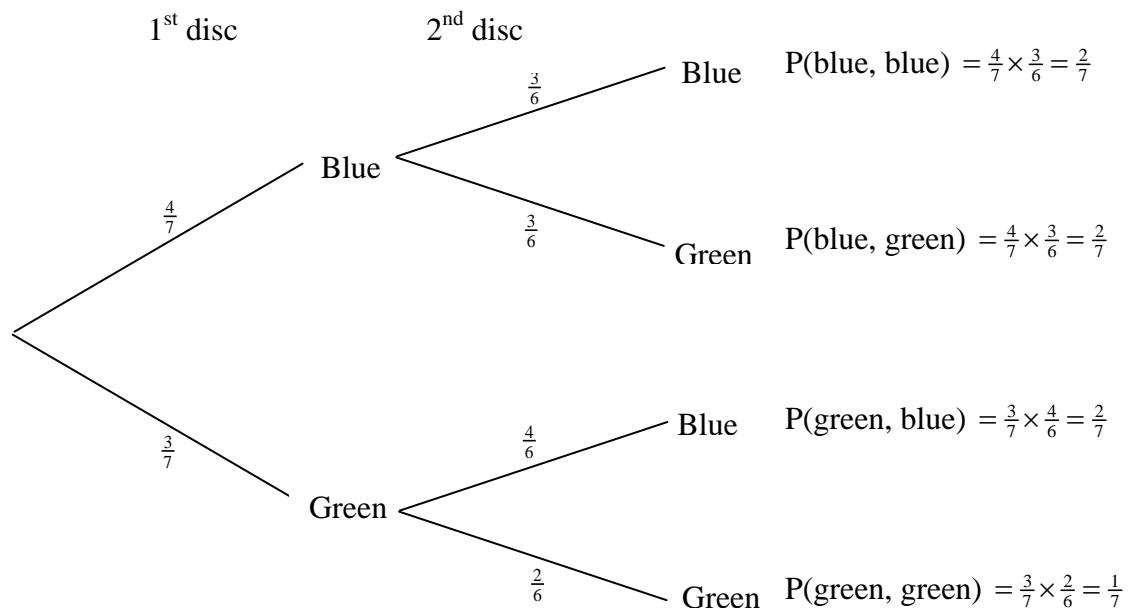 1st disc 2nd disc
Blue P(blue, blue) = 4/7 × 3/6 = 2/7
3/6
Blue
4/7
3/6
Green P(blue, green) = 4/7 × 3/6 = 2/7
Blue P(green, blue) = 3/7 × 4/6 = 2/7
4/6
3/7
Green
2/6
Green P(green, green) = 3/7 × 2/6 = 1/7